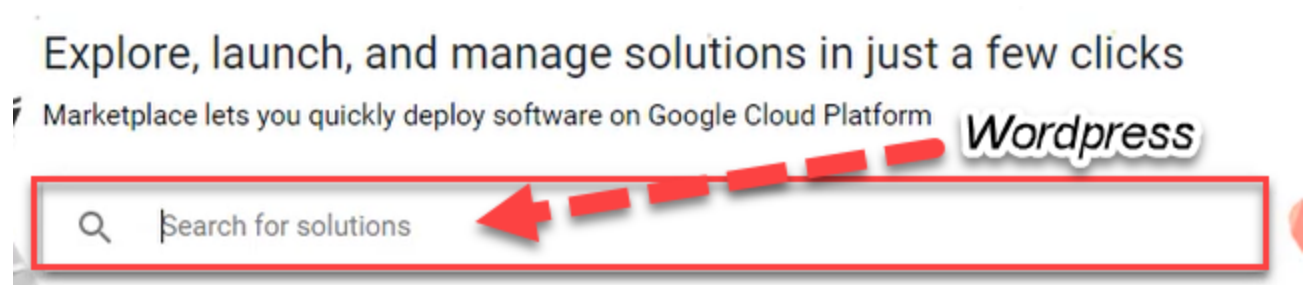 Explore, launch, and manage solutions in just a few clicks
Marketplace lets you quickly deploy software on Google Cloud Platform
Wordpress
Search for solutions